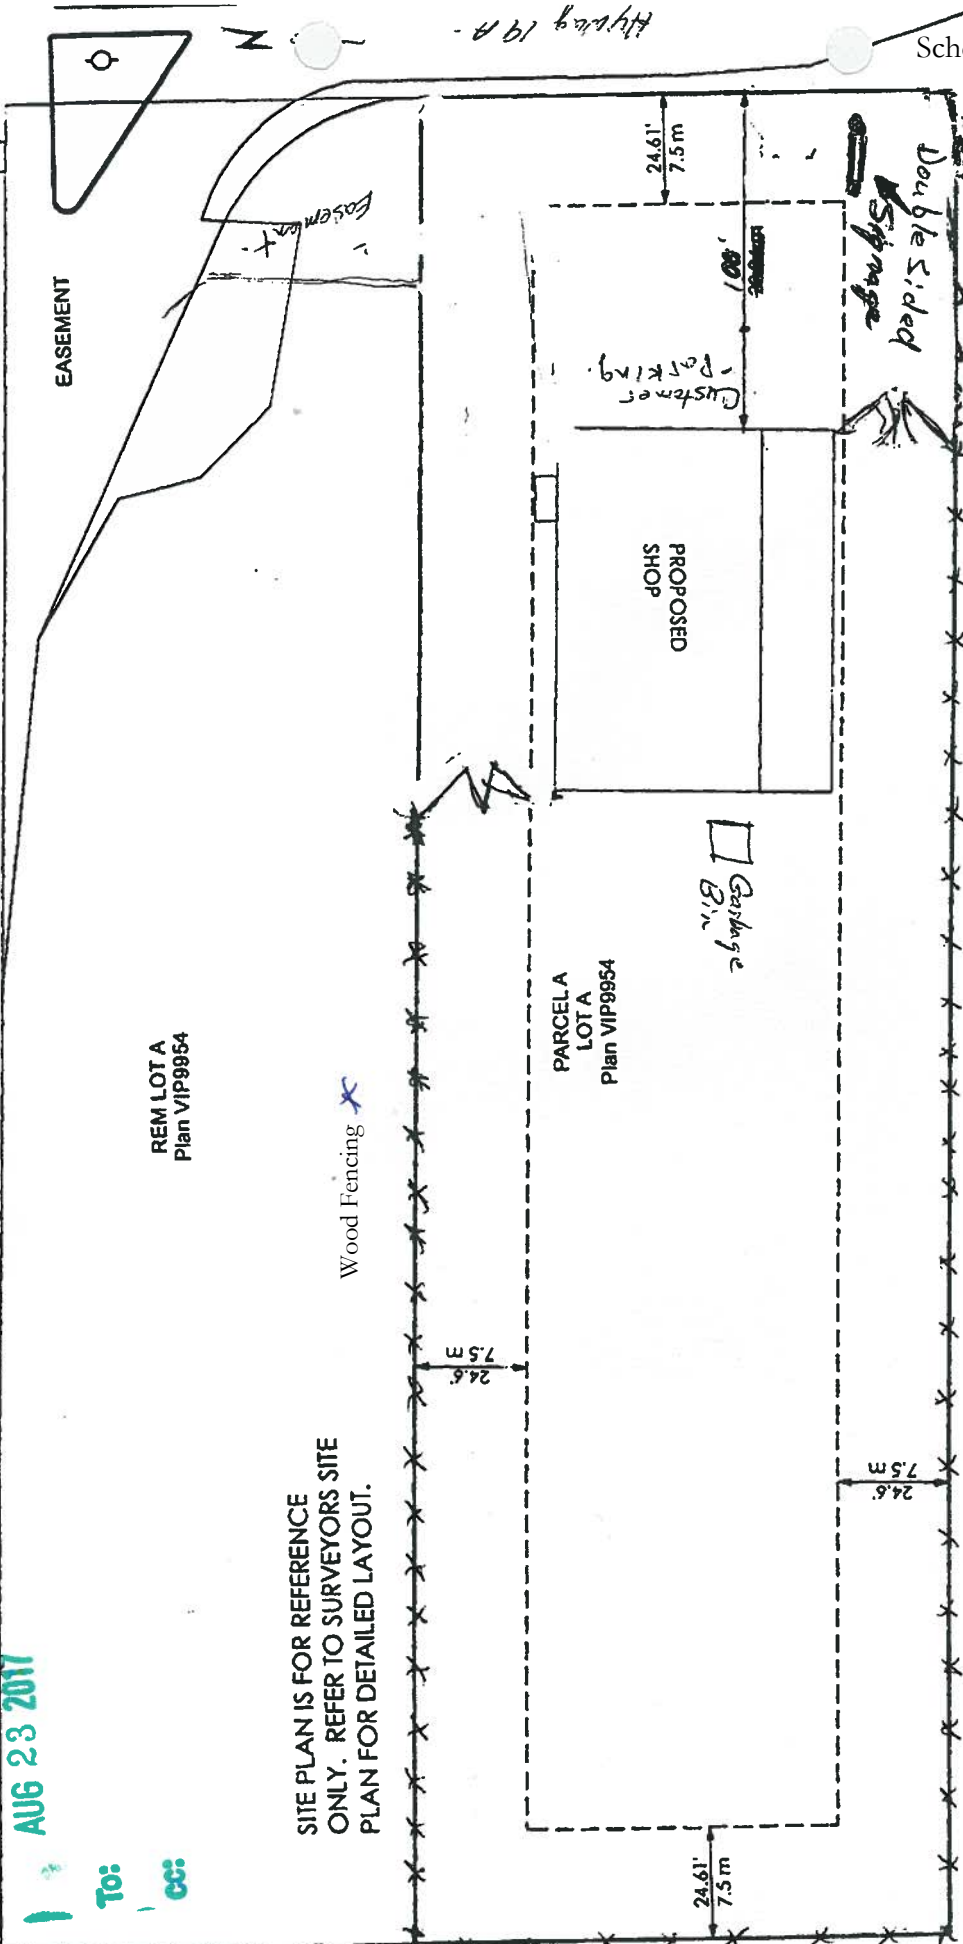 Hyway 19A.
Sche
N
24.61'
7.5 m
Double Sided
Signage
100'
Easement
EASEMENT
Customer
Parking.
PROPOSED
SHOP
Garbage
Bin
PARCEL A
LOT A
Plan VIP9954
REM LOT A
Plan VIP9954
Wood Fencing X
24.6'
7.5 m
24.6'
7.5 m
SITE PLAN IS FOR REFERENCE
ONLY. REFER TO SURVEYORS SITE
PLAN FOR DETAILED LAYOUT.
24.61'
7.5 m
AUG 23 2017
To:
cc: